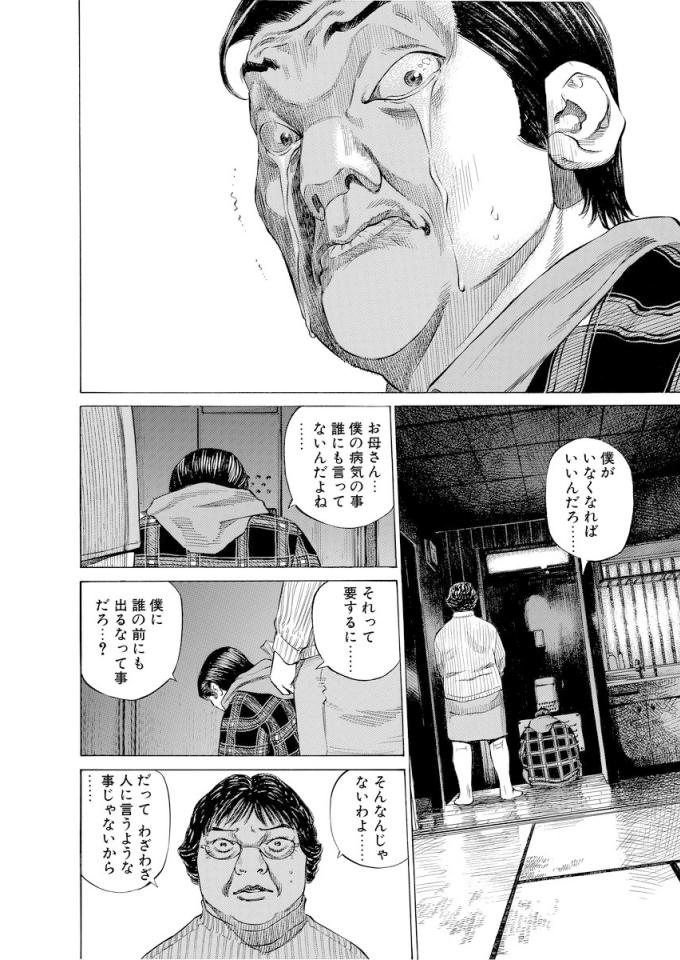 僕が
いなくなれば
いいんだろ……
お母さん…
僕の病気の事
誰にも言って
ないんだよね
……
それって
要するに……
僕に
誰の前にも
出るなって事
だろ…?
そんなんじゃ
ないわよ……
だって わざわざ
人に言うような
事じゃないから
……